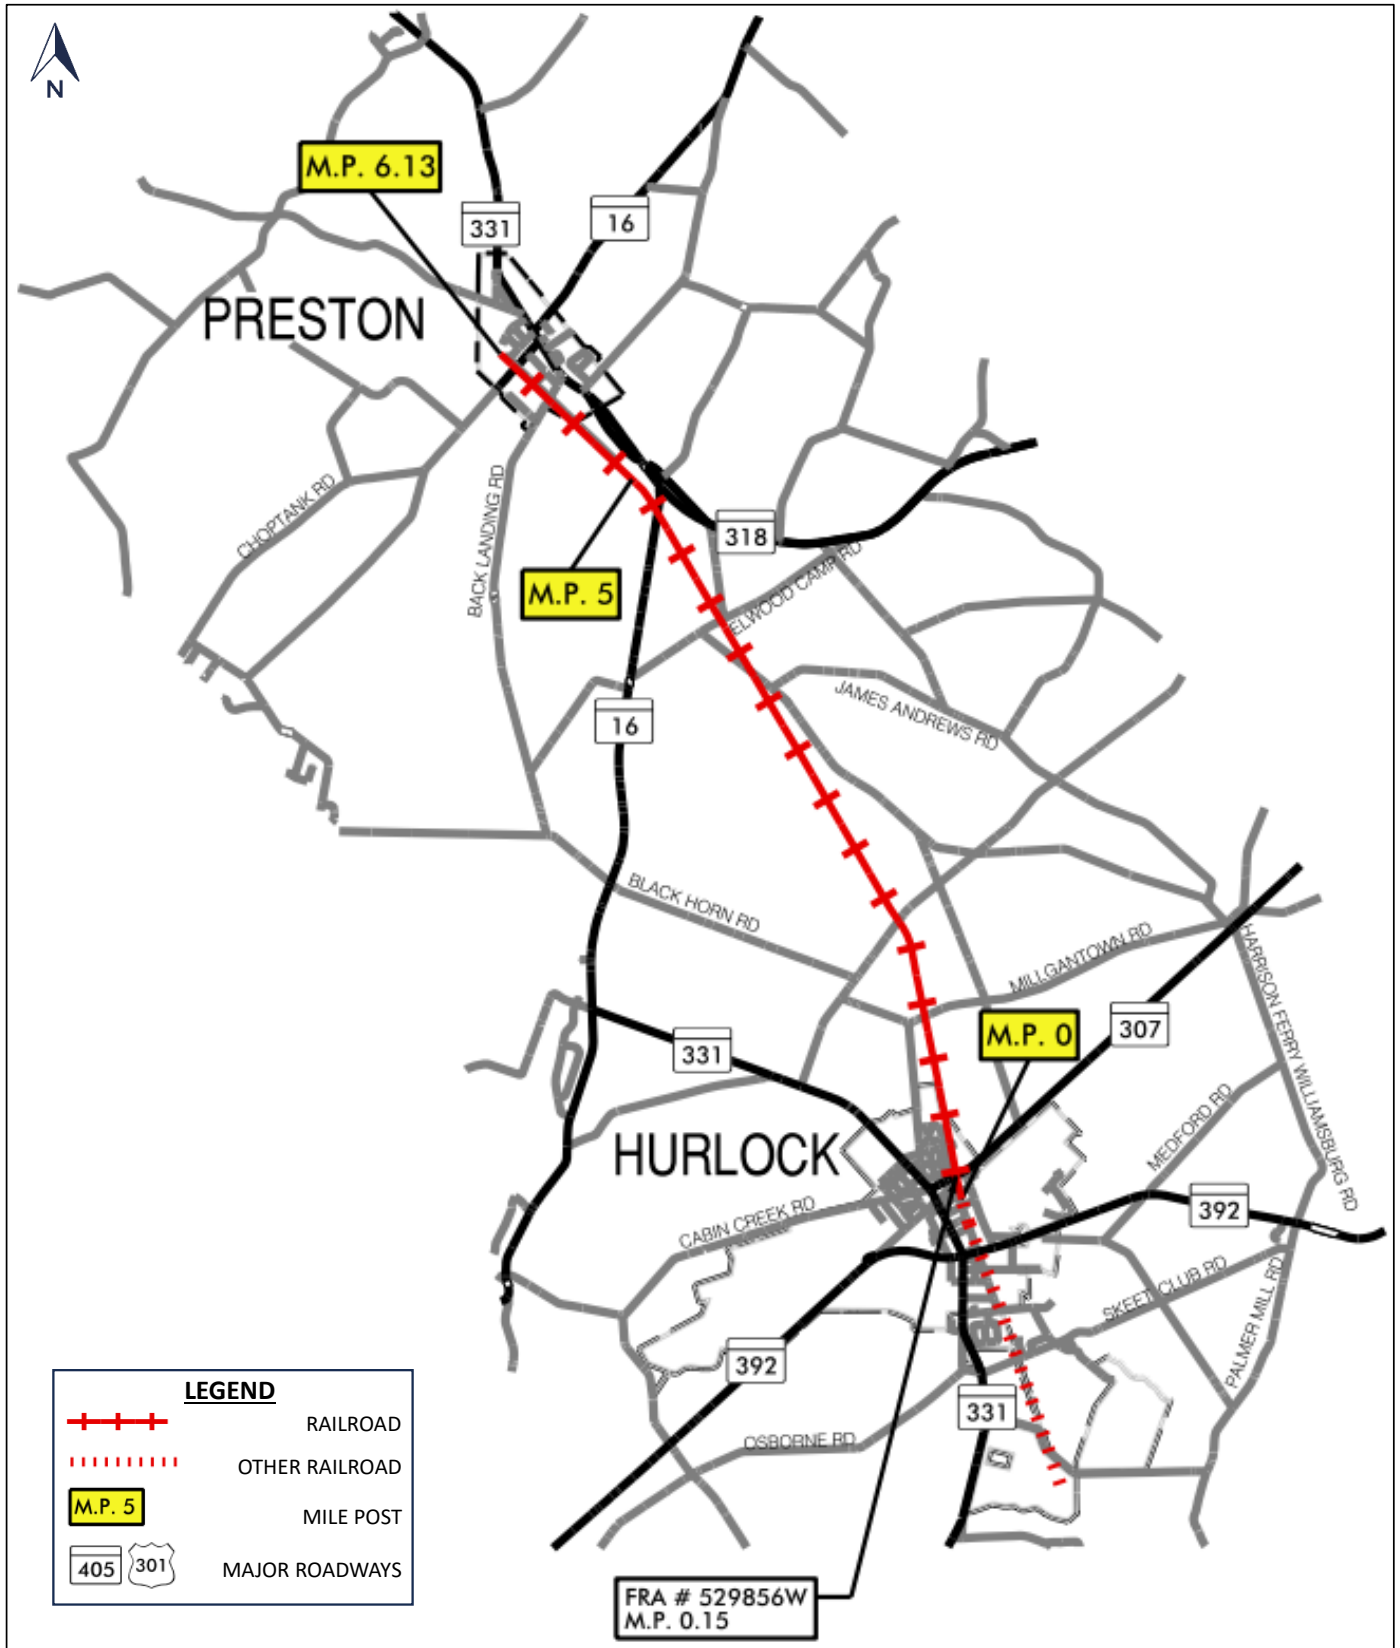 N
M.P. 6.13
331
16
PRESTON
CHOPTANK RD
BACK LANDING RD
318
M.P. 5
ELWOOD CAMP RD
JAMES ANDREWS RD
16
BLACK HORN RD
MILLGANTOWN RD
HARRISON FERRY WILLIAMSBURG RD
M.P. 0
307
331
HURLOCK
MEDFORD RD
CABIN CREEK RD
392
SKEET CLUB RD
PALMER MILL RD
392
331
OSBORNE RD
LEGEND
RAILROAD
OTHER RAILROAD
M.P. 5
MILE POST
405 301
MAJOR ROADWAYS
FRA # 529856W
M.P. 0.15